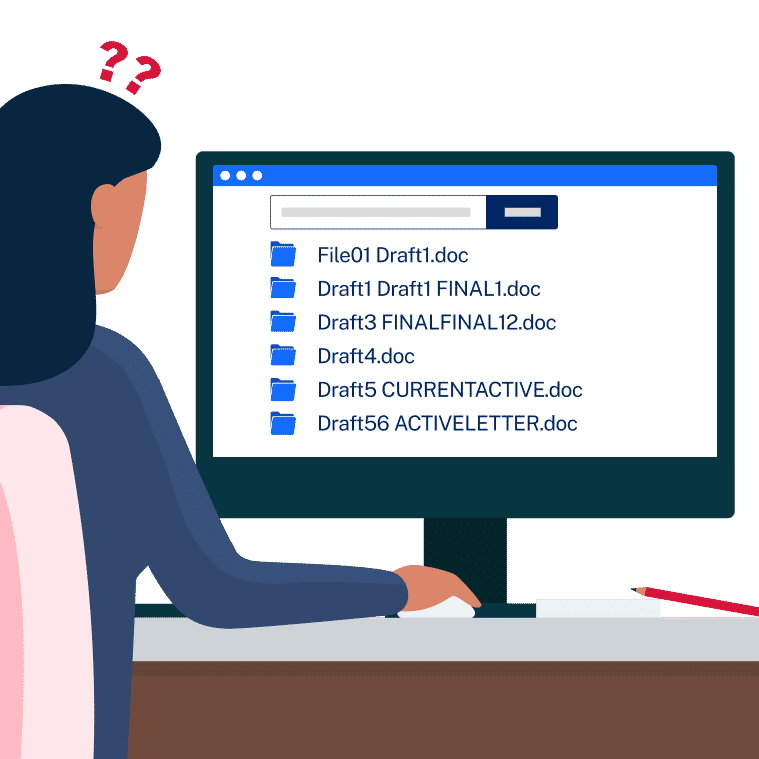 ??
File01 Draft1.doc
Draft1 Draft1 FINAL1.doc
Draft3 FINALFINAL12.doc
Draft4.doc
Draft5 CURRENTACTIVE.doc
Draft56 ACTIVELETTER.doc